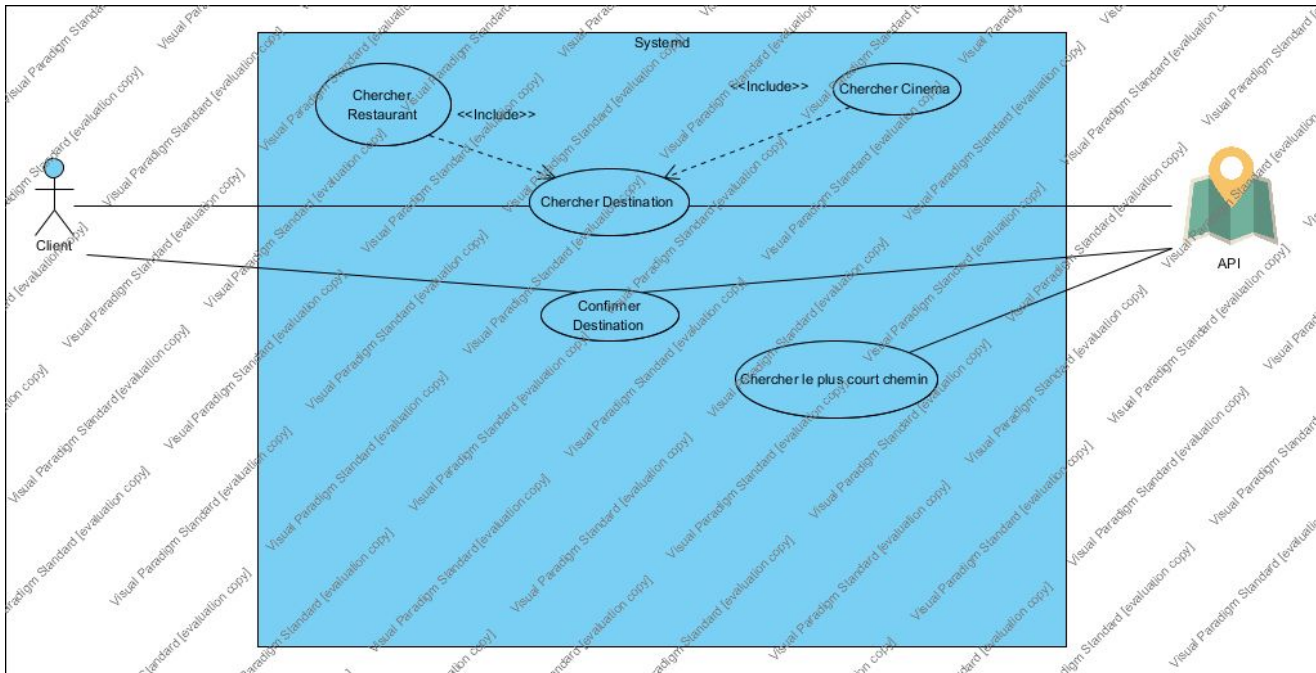 Systemd
Chercher
Restaurant
<<Include>>
<<Include>>
Chercher Cinema
Client
Chercher Destination
API
Confirmer
Destination
Chercher le plus court chemin
Visual Paradigm Standard [evaluation copy]